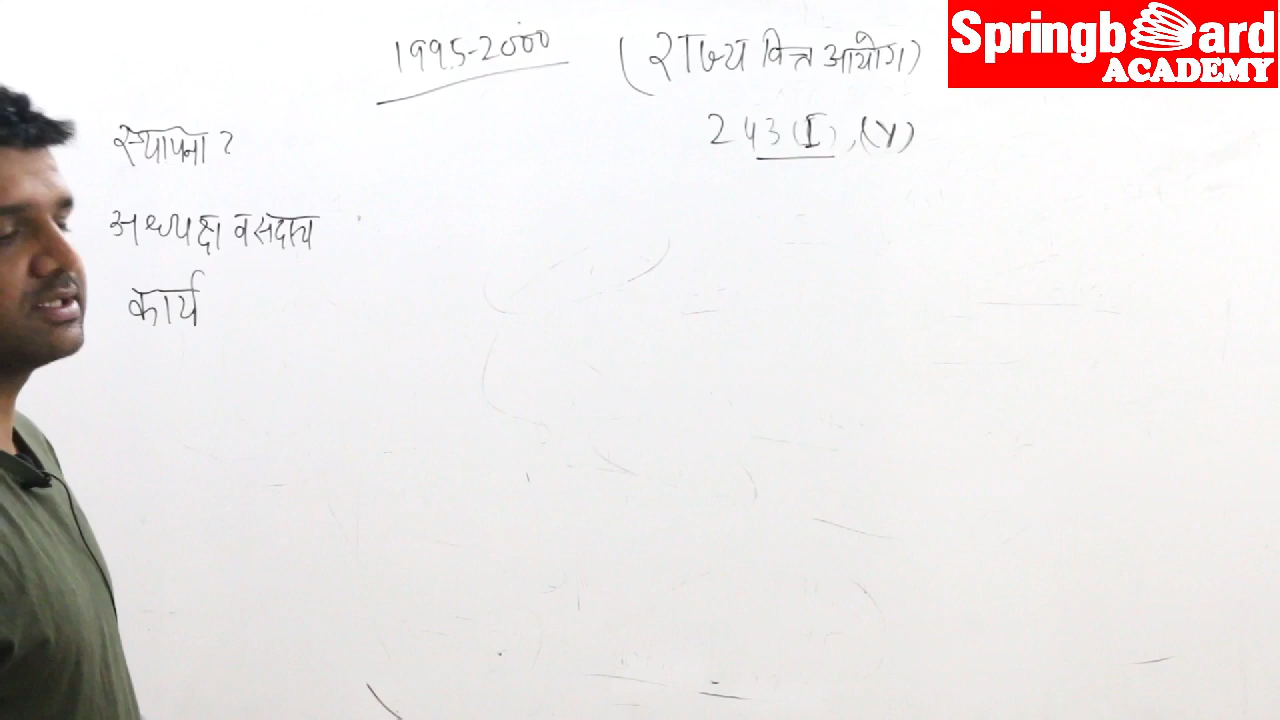 1995-2000 (राज्य वित्त आयोग)
243(I),(Y)
स्थापना?
अध्यक्ष व सदस्य
कार्य
Springboard
ACADEMY